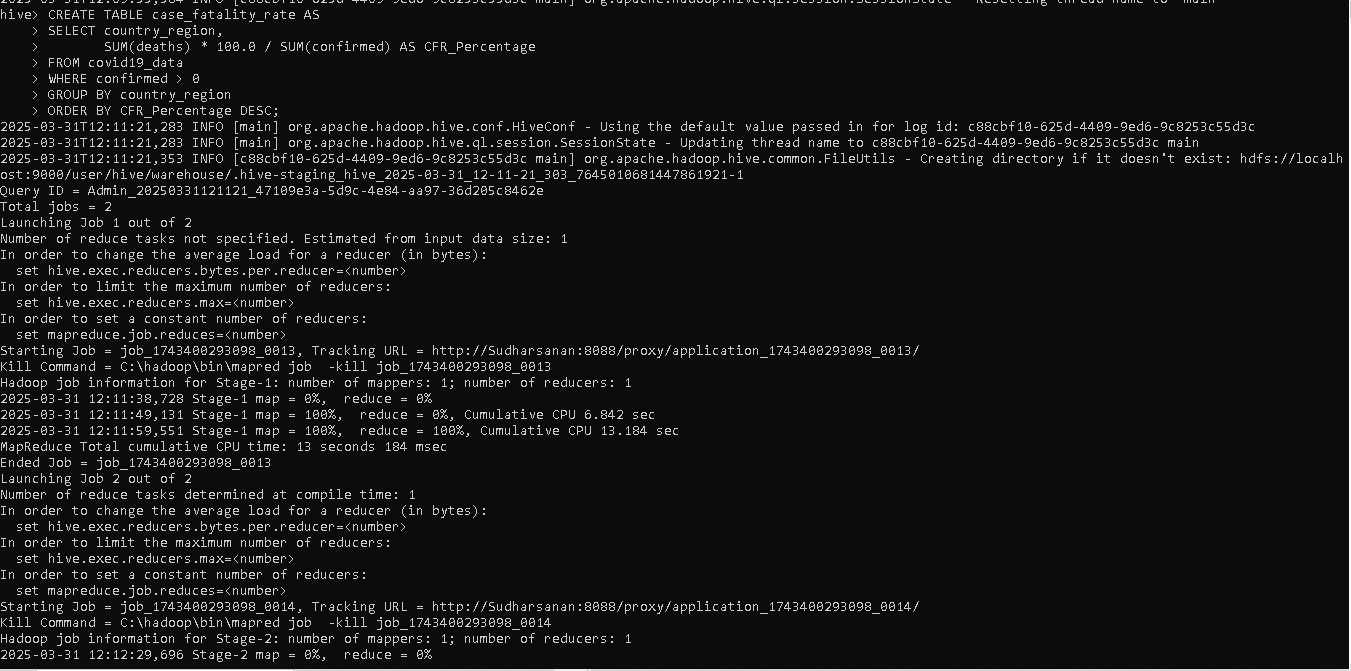 2025-03-31T12:09:55,584 INFO [c88cbf10-625d-4409-9ed6-9c8253c55d3c main] org.apache.hadoop.hive.ql.session.SessionState - Resetting thread name to  main
hive> CREATE TABLE case_fatality_rate AS
    > SELECT country_region,
    >        SUM(deaths) * 100.0 / SUM(confirmed) AS CFR_Percentage
    > FROM covid19_data
    > WHERE confirmed > 0
    > GROUP BY country_region
    > ORDER BY CFR_Percentage DESC;
2025-03-31T12:11:21,283 INFO [main] org.apache.hadoop.hive.conf.HiveConf - Using the default value passed in for log id: c88cbf10-625d-4409-9ed6-9c8253c55d3c
2025-03-31T12:11:21,283 INFO [main] org.apache.hadoop.hive.ql.session.SessionState - Updating thread name to c88cbf10-625d-4409-9ed6-9c8253c55d3c main
2025-03-31T12:11:21,353 INFO [c88cbf10-625d-4409-9ed6-9c8253c55d3c main] org.apache.hadoop.hive.common.FileUtils - Creating directory if it doesn't exist: hdfs://localh
ost:9000/user/hive/warehouse/.hive-staging_hive_2025-03-31_12-11-21_303_7645010681447861921-1
Query ID = Admin_20250331121121_47109e3a-5d9c-4e84-aa97-36d205c8462e
Total jobs = 2
Launching Job 1 out of 2
Number of reduce tasks not specified. Estimated from input data size: 1
In order to change the average load for a reducer (in bytes):
  set hive.exec.reducers.bytes.per.reducer=<number>
In order to limit the maximum number of reducers:
  set hive.exec.reducers.max=<number>
In order to set a constant number of reducers:
  set mapreduce.job.reduces=<number>
Starting Job = job_1743400293098_0013, Tracking URL = http://Sudharsanan:8088/proxy/application_1743400293098_0013/
Kill Command = C:\hadoop\bin\mapred job  -kill job_1743400293098_0013
Hadoop job information for Stage-1: number of mappers: 1; number of reducers: 1
2025-03-31 12:11:38,728 Stage-1 map = 0%,  reduce = 0%
2025-03-31 12:11:49,131 Stage-1 map = 100%,  reduce = 0%, Cumulative CPU 6.842 sec
2025-03-31 12:11:59,551 Stage-1 map = 100%,  reduce = 100%, Cumulative CPU 13.184 sec
MapReduce Total cumulative CPU time: 13 seconds 184 msec
Ended Job = job_1743400293098_0013
Launching Job 2 out of 2
Number of reduce tasks determined at compile time: 1
In order to change the average load for a reducer (in bytes):
  set hive.exec.reducers.bytes.per.reducer=<number>
In order to limit the maximum number of reducers:
  set hive.exec.reducers.max=<number>
In order to set a constant number of reducers:
  set mapreduce.job.reduces=<number>
Starting Job = job_1743400293098_0014, Tracking URL = http://Sudharsanan:8088/proxy/application_1743400293098_0014/
Kill Command = C:\hadoop\bin\mapred job  -kill job_1743400293098_0014
Hadoop job information for Stage-2: number of mappers: 1; number of reducers: 1
2025-03-31 12:12:29,696 Stage-2 map = 0%,  reduce = 0%